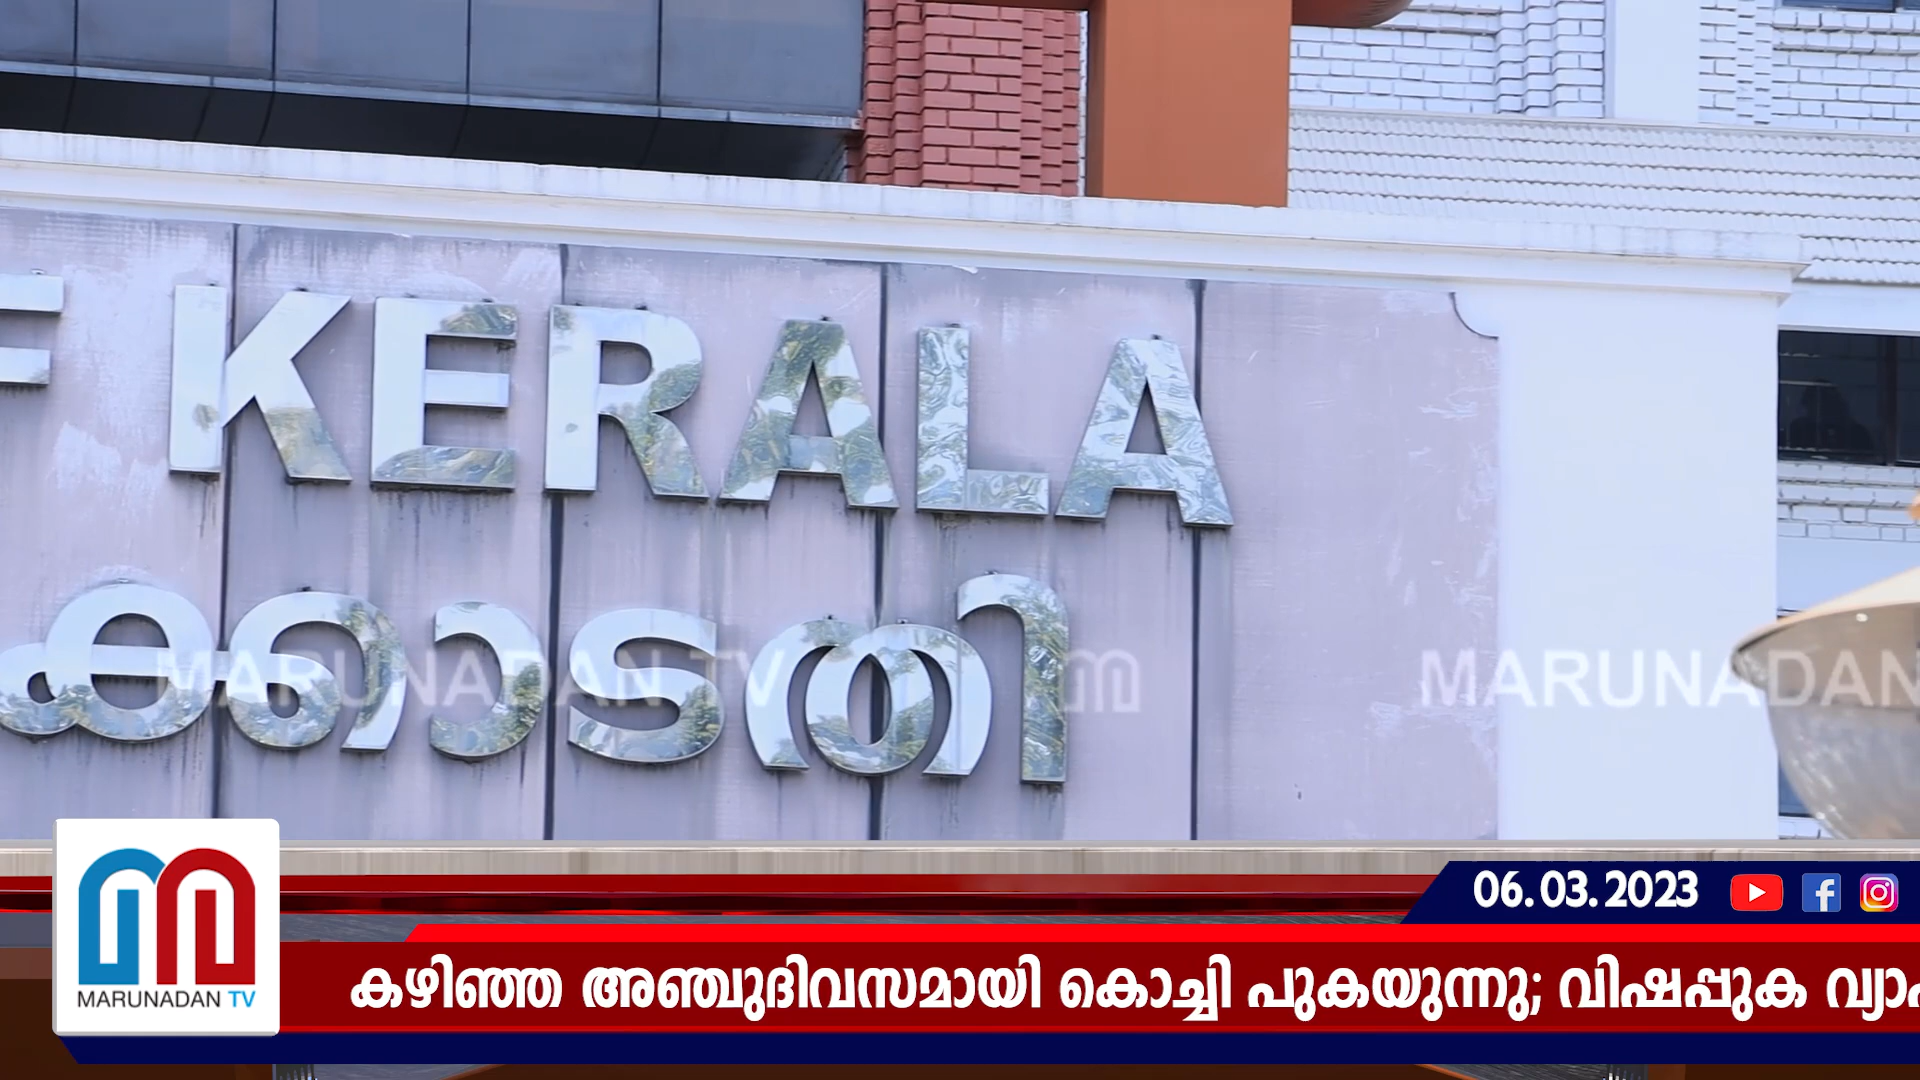 F KERALA
ക്കോടതി
MARUNADAN TV
MARUNADAN
06.03.2023
MARUNADAN TV
കഴിഞ്ഞ അഞ്ചുദിവസമായി കൊച്ചി പുകയുന്നു; വിഷപ്പുക